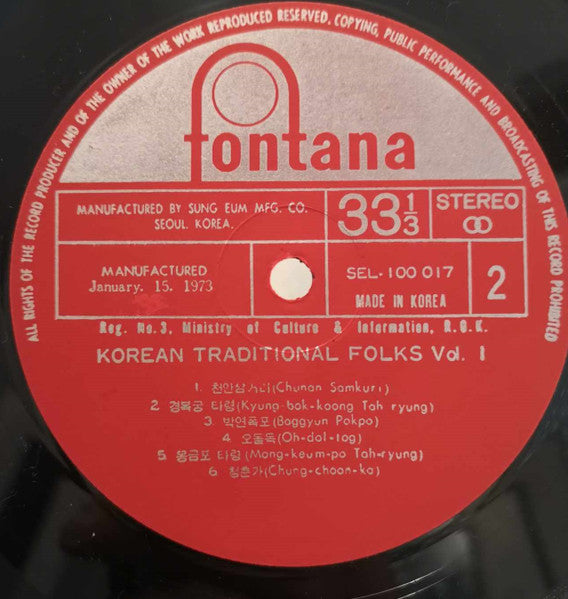 ALL RIGHTS OF THE RECORD PRODUCER AND OF THE OWNER OF THE WORK REPRODUCED RESERVED, COPYING, PUBLIC PERFORMANCE AND BROADCASTING OF THIS RECORD PROHIBITED
fontana
MANUFACTURED BY SUNG EUM MFG. CO.
SEOUL. KOREA.
33 1/3
STEREO
MANUFACTURED
January. 15. 1973
SEL-100 017
MADE IN KOREA
2
Reg. No.3, Ministry of Culture & Information, R.O.K.
KOREAN TRADITIONAL FOLKS Vol. 1
1. 천안삼거리(Chunan Samkuri)
2 경복궁 타령(Kyung-bok-koong Tah ryung)
3 박연폭포(Bagyun Pokpo)
4 오돌독(Oh-dol-tog)
5 몽금포 타령(Mong-keum-po Tah-ryung)
6 청춘가(Chung-choon-ka)